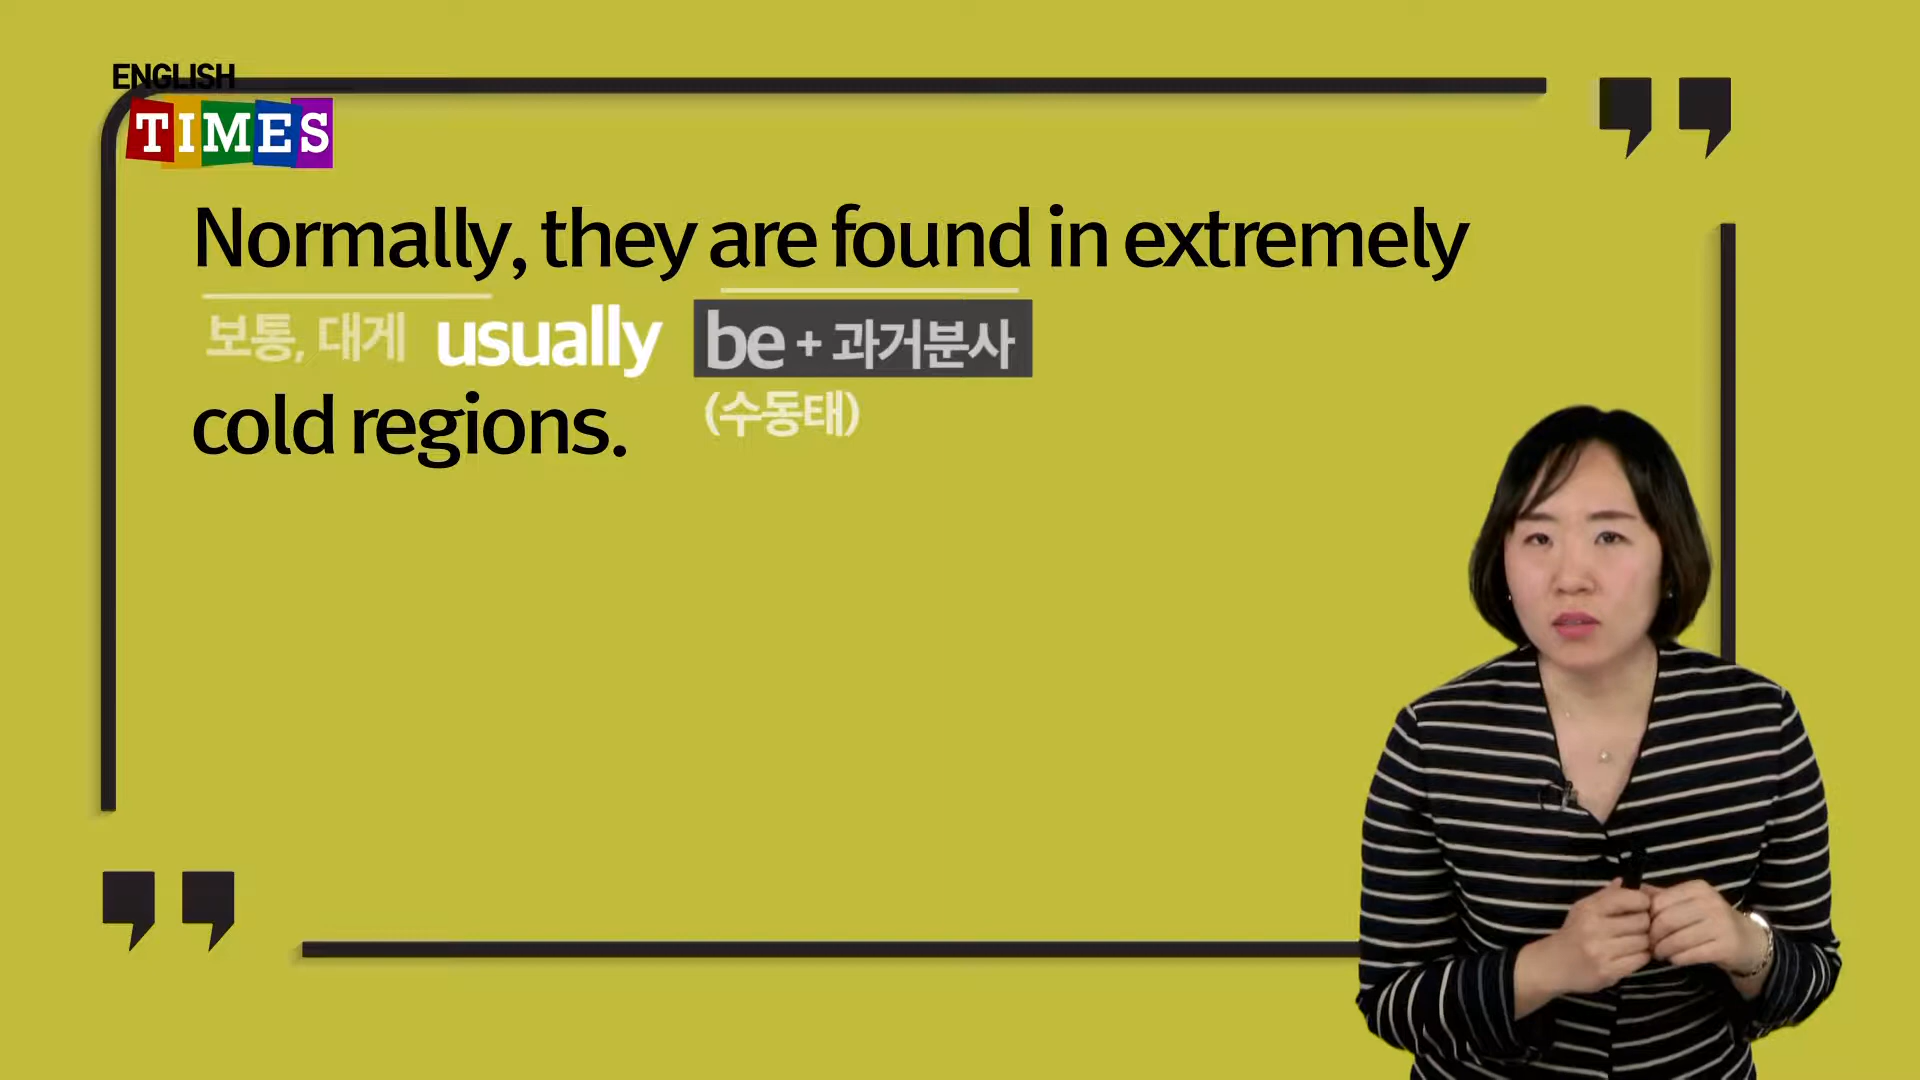 ENGLISH
TIMES
Normally, they are found in extremely
보통, 대게 usually be + 과거분사
cold regions. (수동태)